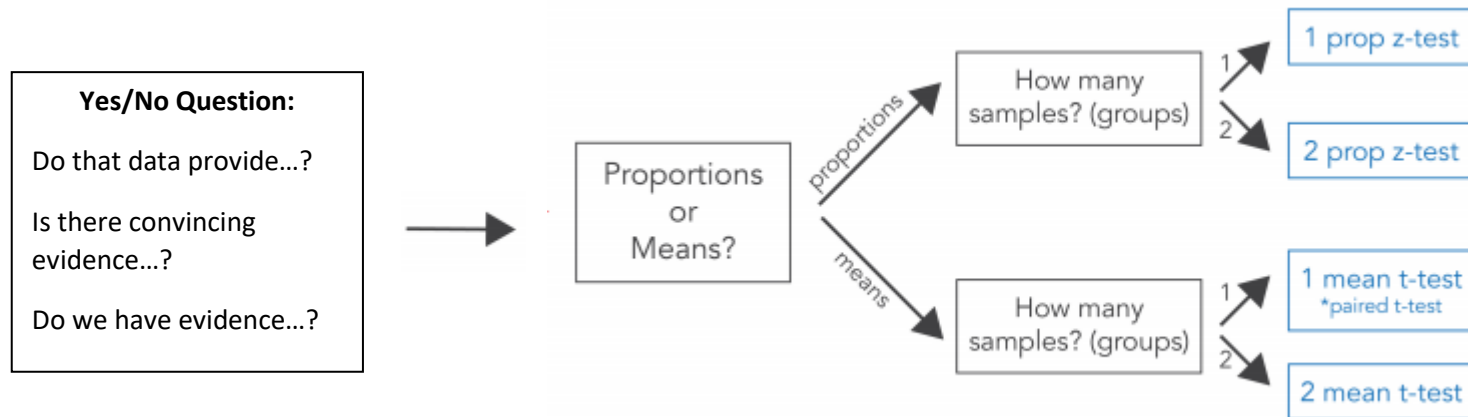 Yes/No Question:
Do that data provide…?
Is there convincing
evidence…?
Do we have evidence…?
Proportions
or
Means?
proportions
means
How many
samples? (groups)
1
2
1 prop z-test
2 prop z-test
How many
samples? (groups)
1
2
1 mean t-test
*paired t-test
2 mean t-test